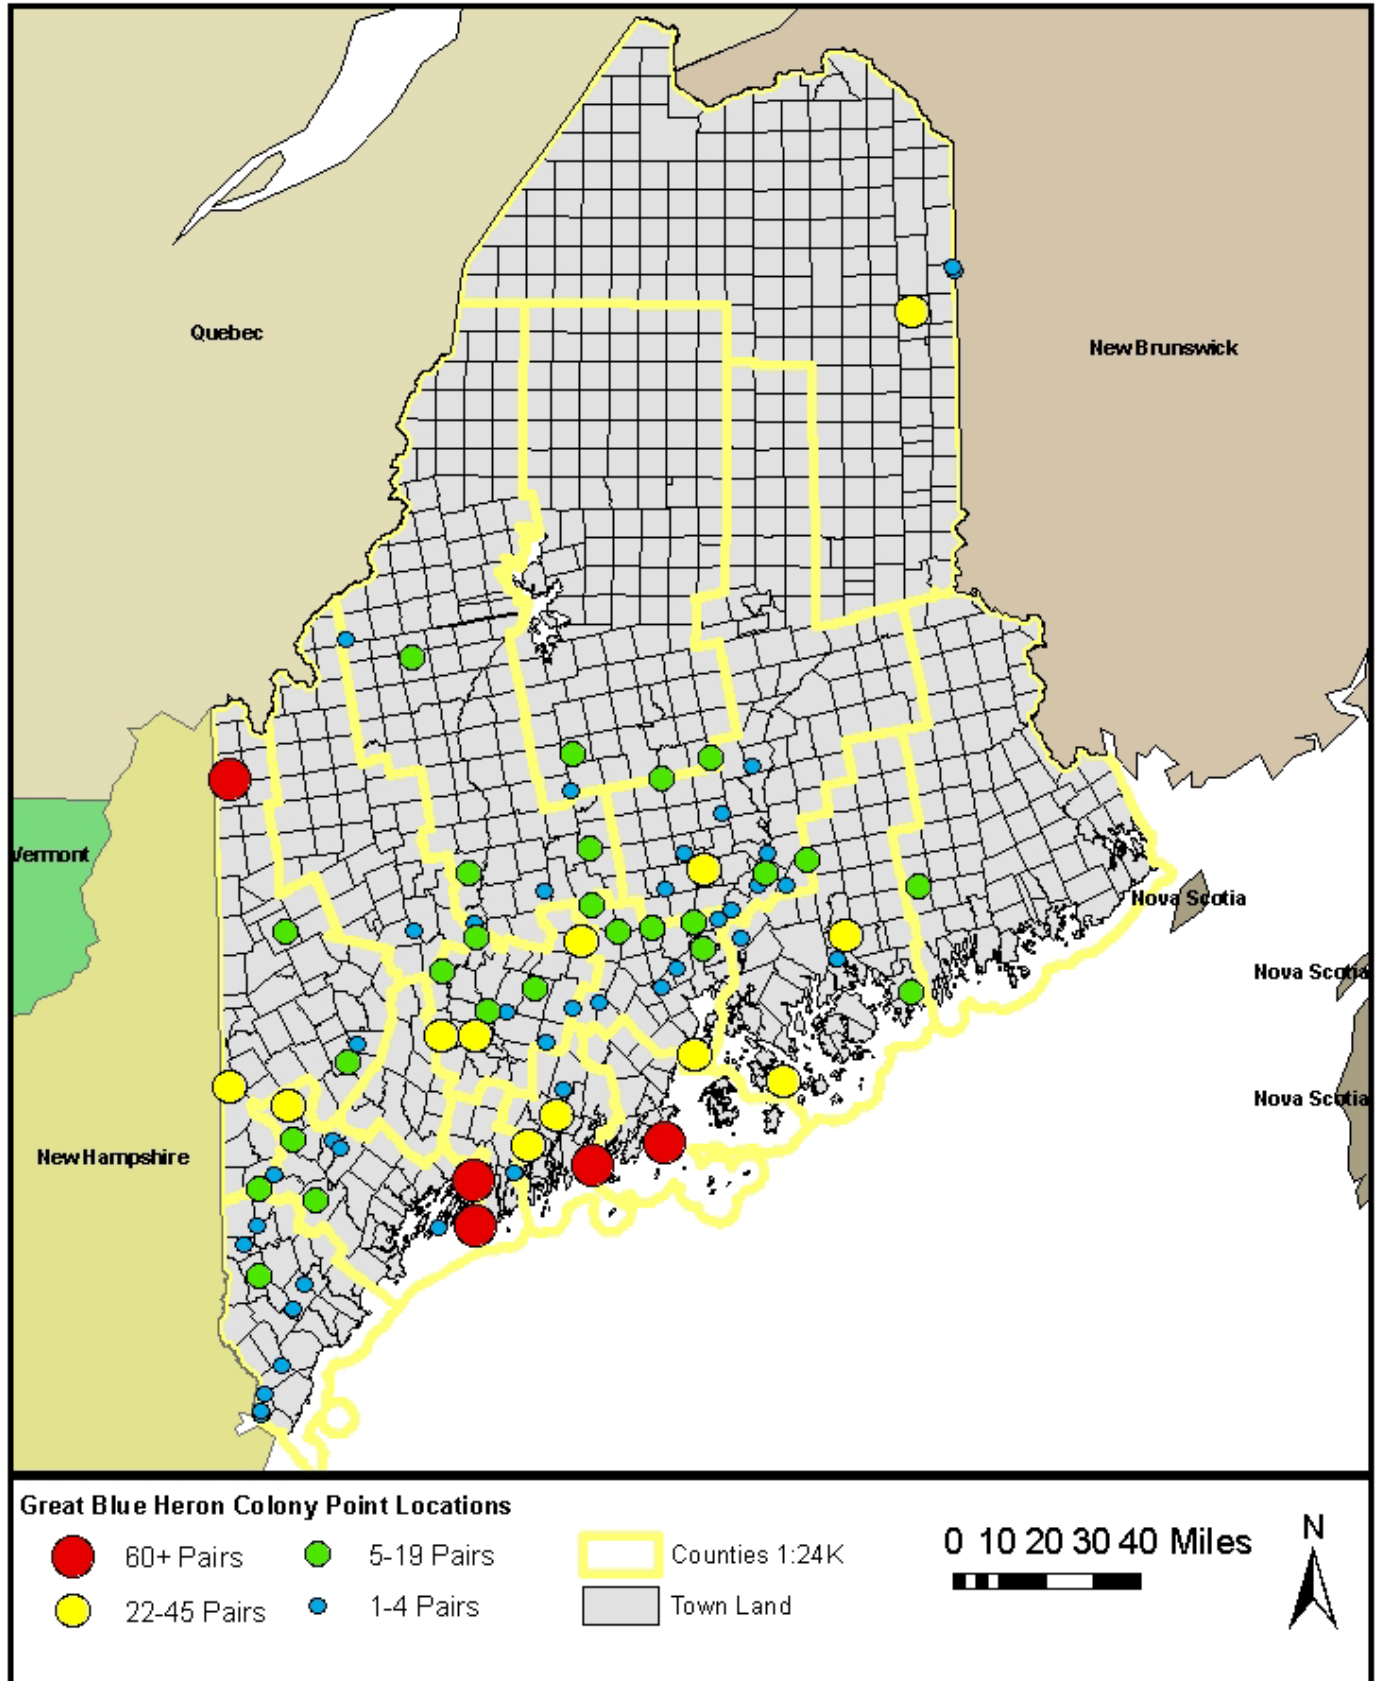 Quebec
New Brunswick
Vermont
Nova Scotia
Nova Scotia
Nova Scotia
New Hampshire
Great Blue Heron Colony Point Locations
60+ Pairs
5-19 Pairs
Counties 1:24K
0 10 20 30 40 Miles
N
22-45 Pairs
1-4 Pairs
Town Land